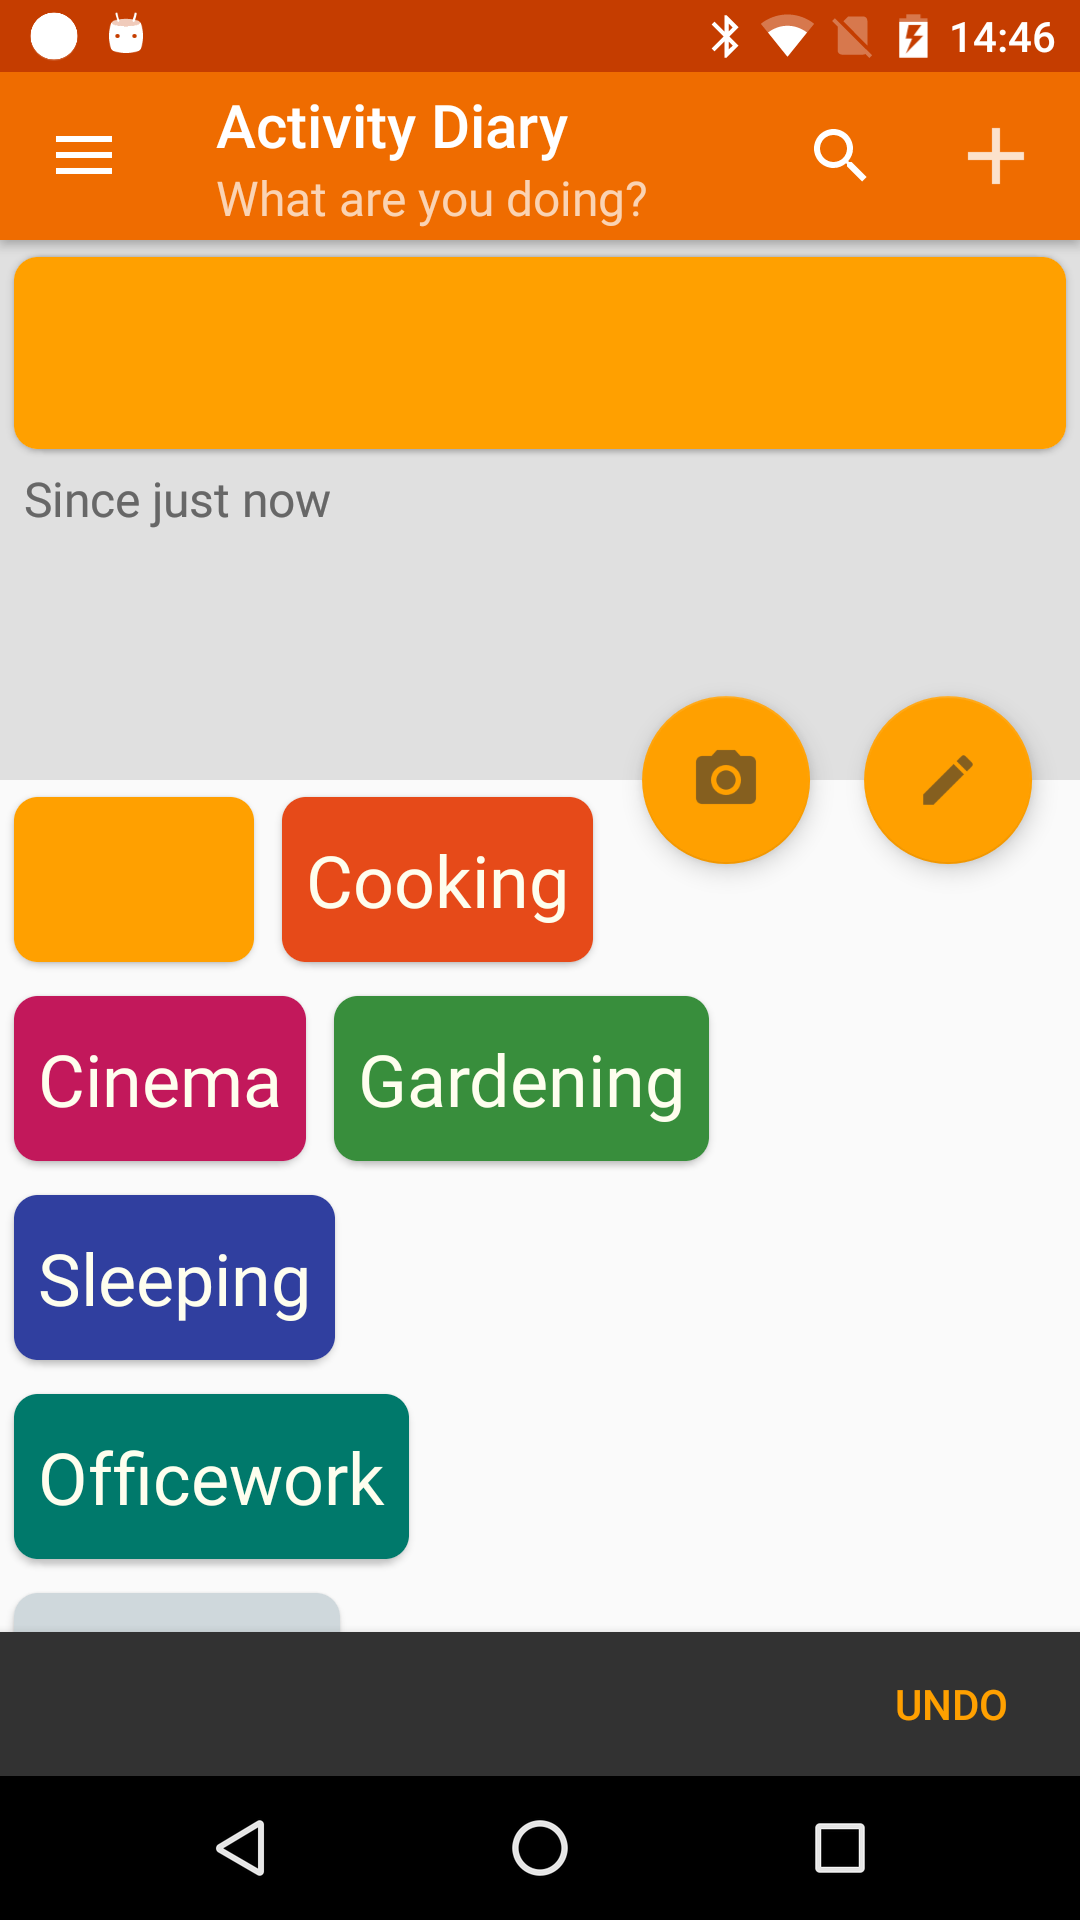 14:46
Activity Diary
What are you doing?
Since just now
Cooking
Cinema
Gardening
Sleeping
Officework
UNDO